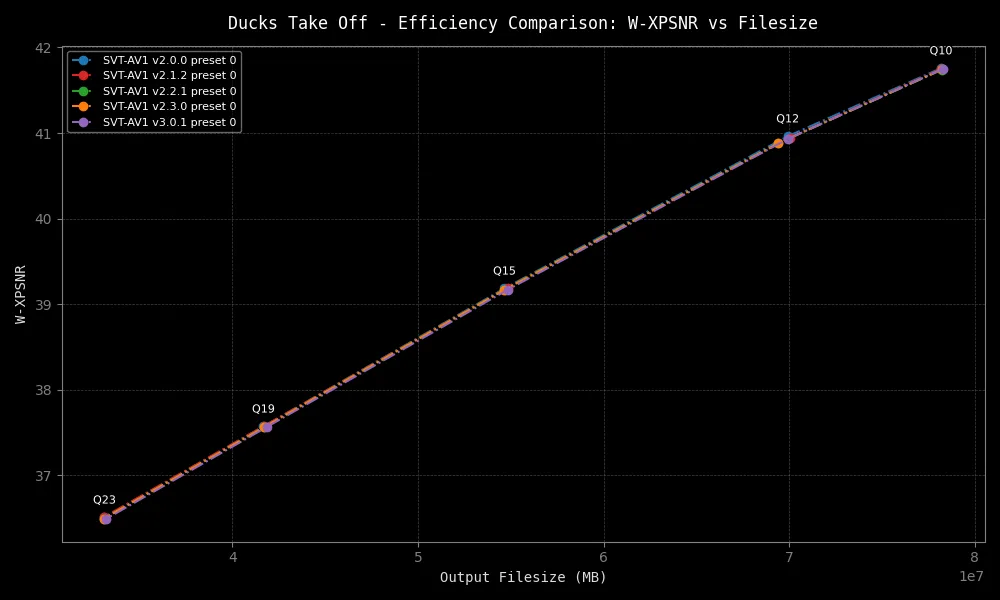 Ducks Take Off - Efficiency Comparison: W-XPSNR vs Filesize
42
41
40
39
38
37
W-XPSNR
SVT-AV1 v2.0.0 preset 0
SVT-AV1 v2.1.2 preset 0
SVT-AV1 v2.2.1 preset 0
SVT-AV1 v2.3.0 preset 0
SVT-AV1 v3.0.1 preset 0
Q10
Q12
Q15
Q19
Q23
4 5 6 7 8
1e7
Output Filesize (MB)